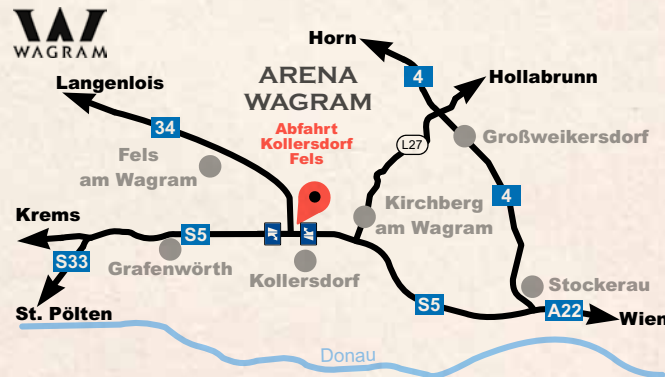 WAGRAM
Horn
ARENA
WAGRAM
4
Hollabrunn
Langenlois
34
Abfahrt
Kollersdorf
Fels
L27
Großweikersdorf
Fels
am Wagram
4
Kirchberg
am Wagram
Krems
S5
S33
Grafenwörth
Kollersdorf
Stockerau
St. Pölten
S5
A22
Wien
Donau